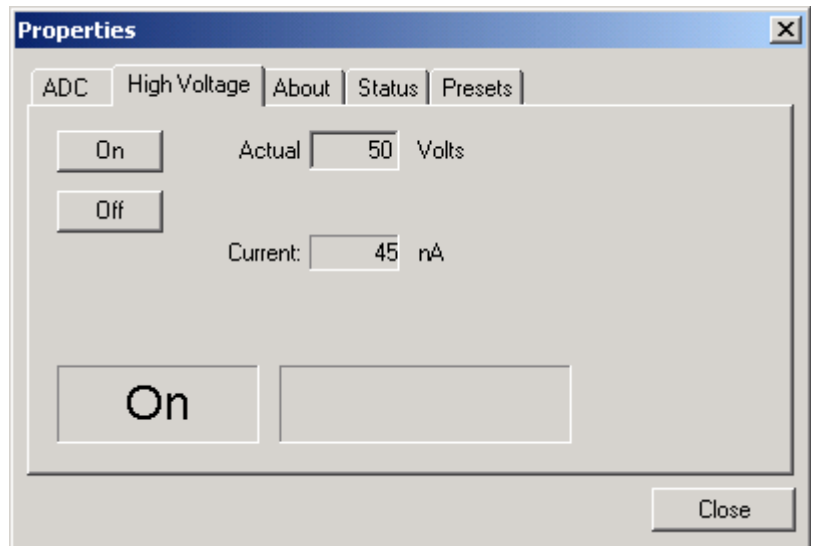 Properties
ADC High Voltage About Status Presets
On Actual 50 Volts
Off
Current: 45 nA
On
Close